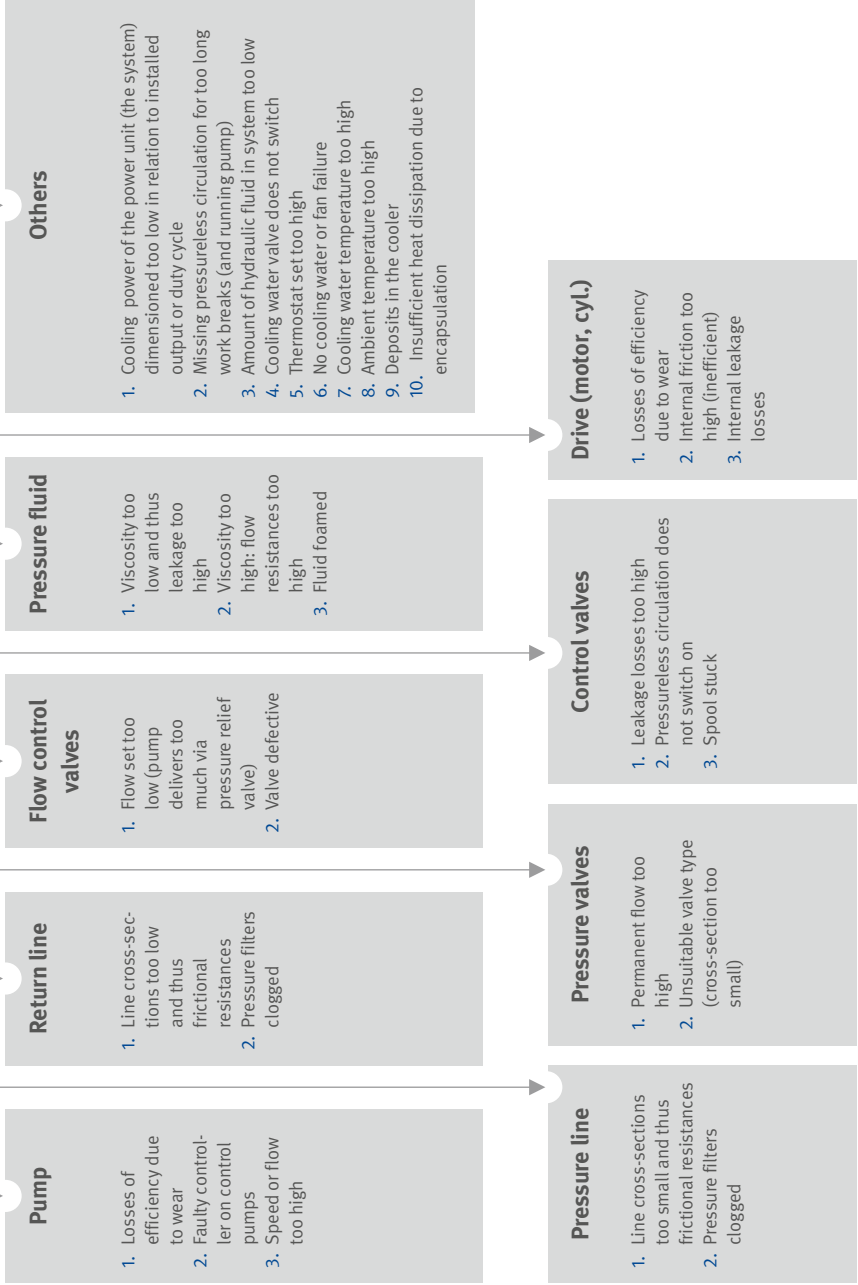 Pump
1. Losses of
efficiency due
to wear
2. Faulty control-
ler on control
pumps
3. Speed or flow
too high
Return line
1. Line cross-sec-
tions too low
and thus
frictional
resistances
2. Pressure filters
clogged
Flow control
valves
1. Flow set too
low (pump
delivers too
much via
pressure relief
valve)
2. Valve defective
Pressure fluid
1. Viscosity too
low and thus
leakage too
high
2. Viscosity too
high: flow
resistances too
high
3. Fluid foamed
Others
1. Cooling power of the power unit (the system)
dimensioned too low in relation to installed
output or duty cycle
2. Missing pressureless circulation for too long
work breaks (and running pump)
3. Amount of hydraulic fluid in system too low
4. Cooling water valve does not switch
5. Thermostat set too high
6. No cooling water or fan failure
7. Cooling water temperature too high
8. Ambient temperature too high
9. Deposits in the cooler
10. Insufficient heat dissipation due to
encapsulation
Pressure line
1. Line cross-sections
too small and thus
frictional resistances
2. Pressure filters
clogged
Pressure valves
1. Permanent flow too
high
2. Unsuitable valve type
(cross-section too
small)
Control valves
1. Leakage losses too high
2. Pressureless circulation does
not switch on
3. Spool stuck
Drive (motor, cyl.)
1. Losses of efficiency
due to wear
2. Internal friction too
high (inefficient)
3. Internal leakage
losses